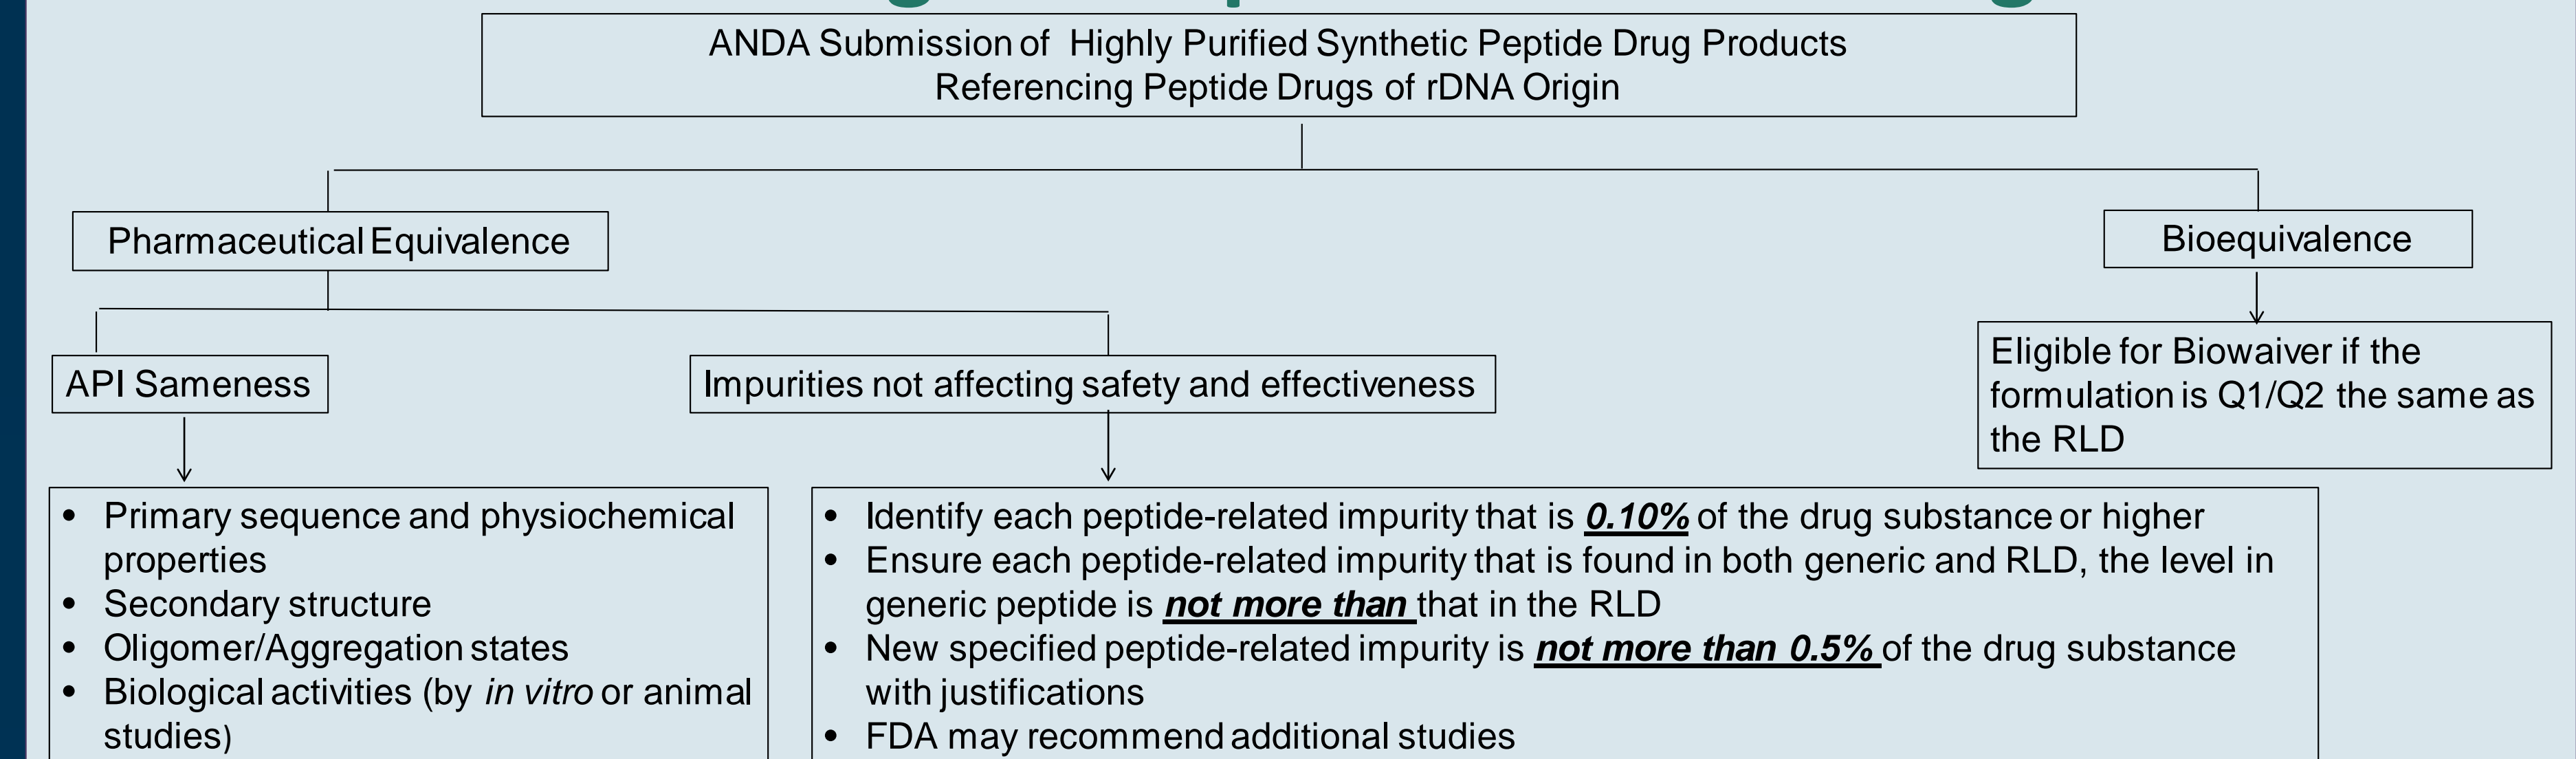 ANDA Submission of Highly Purified Synthetic Peptide Drug Products
Referencing Peptide Drugs of rDNA Origin
Pharmaceutical Equivalence
Bioequivalence
API Sameness
Impurities not affecting safety and effectiveness
Eligible for Biowaiver if the
formulation is Q1/Q2 the same as
the RLD
• Primary sequence and physiochemical
properties
• Secondary structure
• Oligomer/Aggregation states
• Biological activities (by in vitro or animal
studies)
• Identify each peptide-related impurity that is 0.10% of the drug substance or higher
• Ensure each peptide-related impurity that is found in both generic and RLD, the level in
generic peptide is not more than that in the RLD
• New specified peptide-related impurity is not more than 0.5% of the drug substance
with justifications
• FDA may recommend additional studies